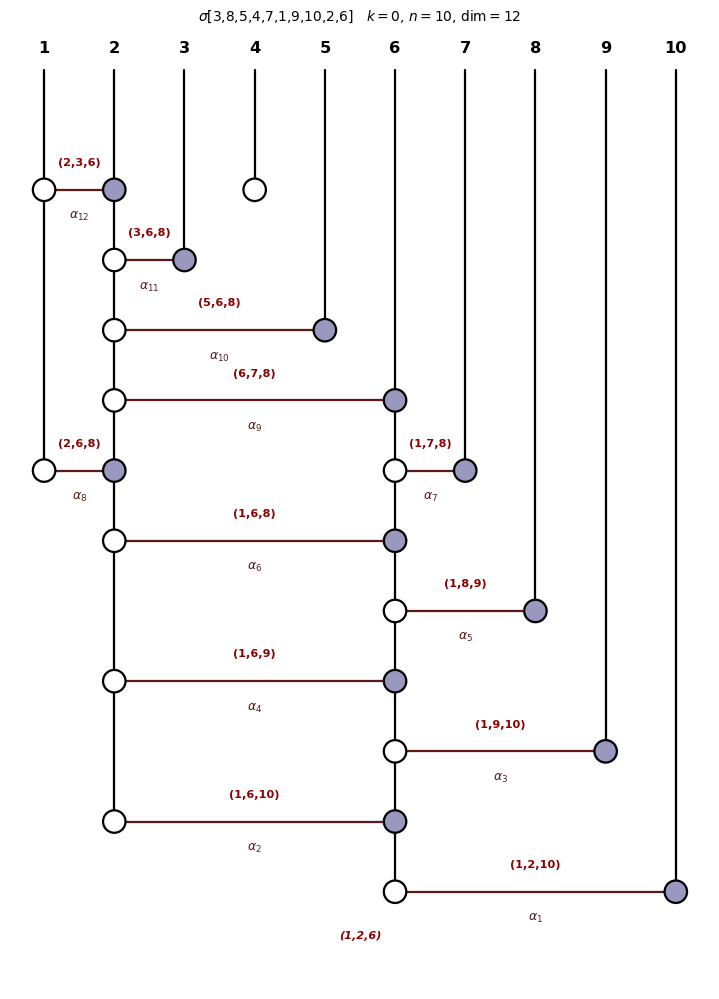 σ[3,8,5,4,7,1,9,10,2,6]   k = 0, n = 10, dim = 12
1 2 3 4 5 6 7 8 9 10
(2,3,6)
α₁₂
(3,6,8)
α₁₁
(5,6,8)
α₁₀
(6,7,8)
α₉
(2,6,8) (1,7,8)
α₈ α₇
(1,6,8)
α₆
(1,8,9)
α₅
(1,6,9)
α₄
(1,9,10)
α₃
(1,6,10)
α₂
(1,2,10)
α₁
(1,2,6)